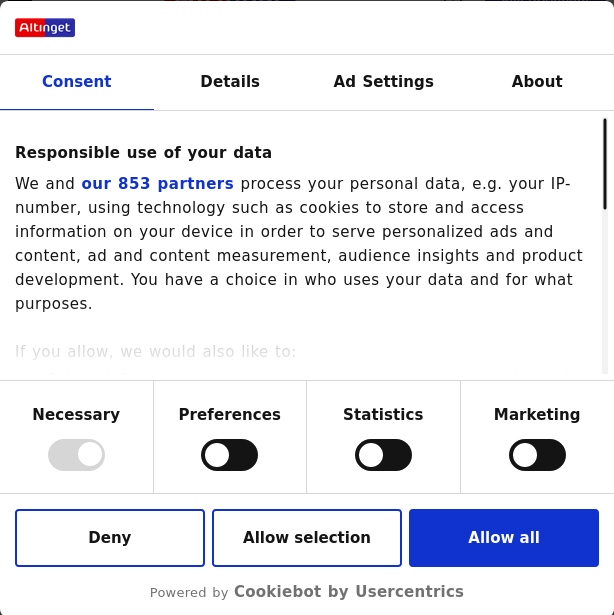 Altinget
Consent
Details
Ad Settings
About
Responsible use of your data
We and our 853 partners process your personal data, e.g. your IP-
number, using technology such as cookies to store and access
information on your device in order to serve personalized ads and
content, ad and content measurement, audience insights and product
development. You have a choice in who uses your data and for what
purposes.
If you allow, we would also like to:
Necessary
Preferences
Statistics
Marketing
Deny
Allow selection
Allow all
Powered by Cookiebot by Usercentrics